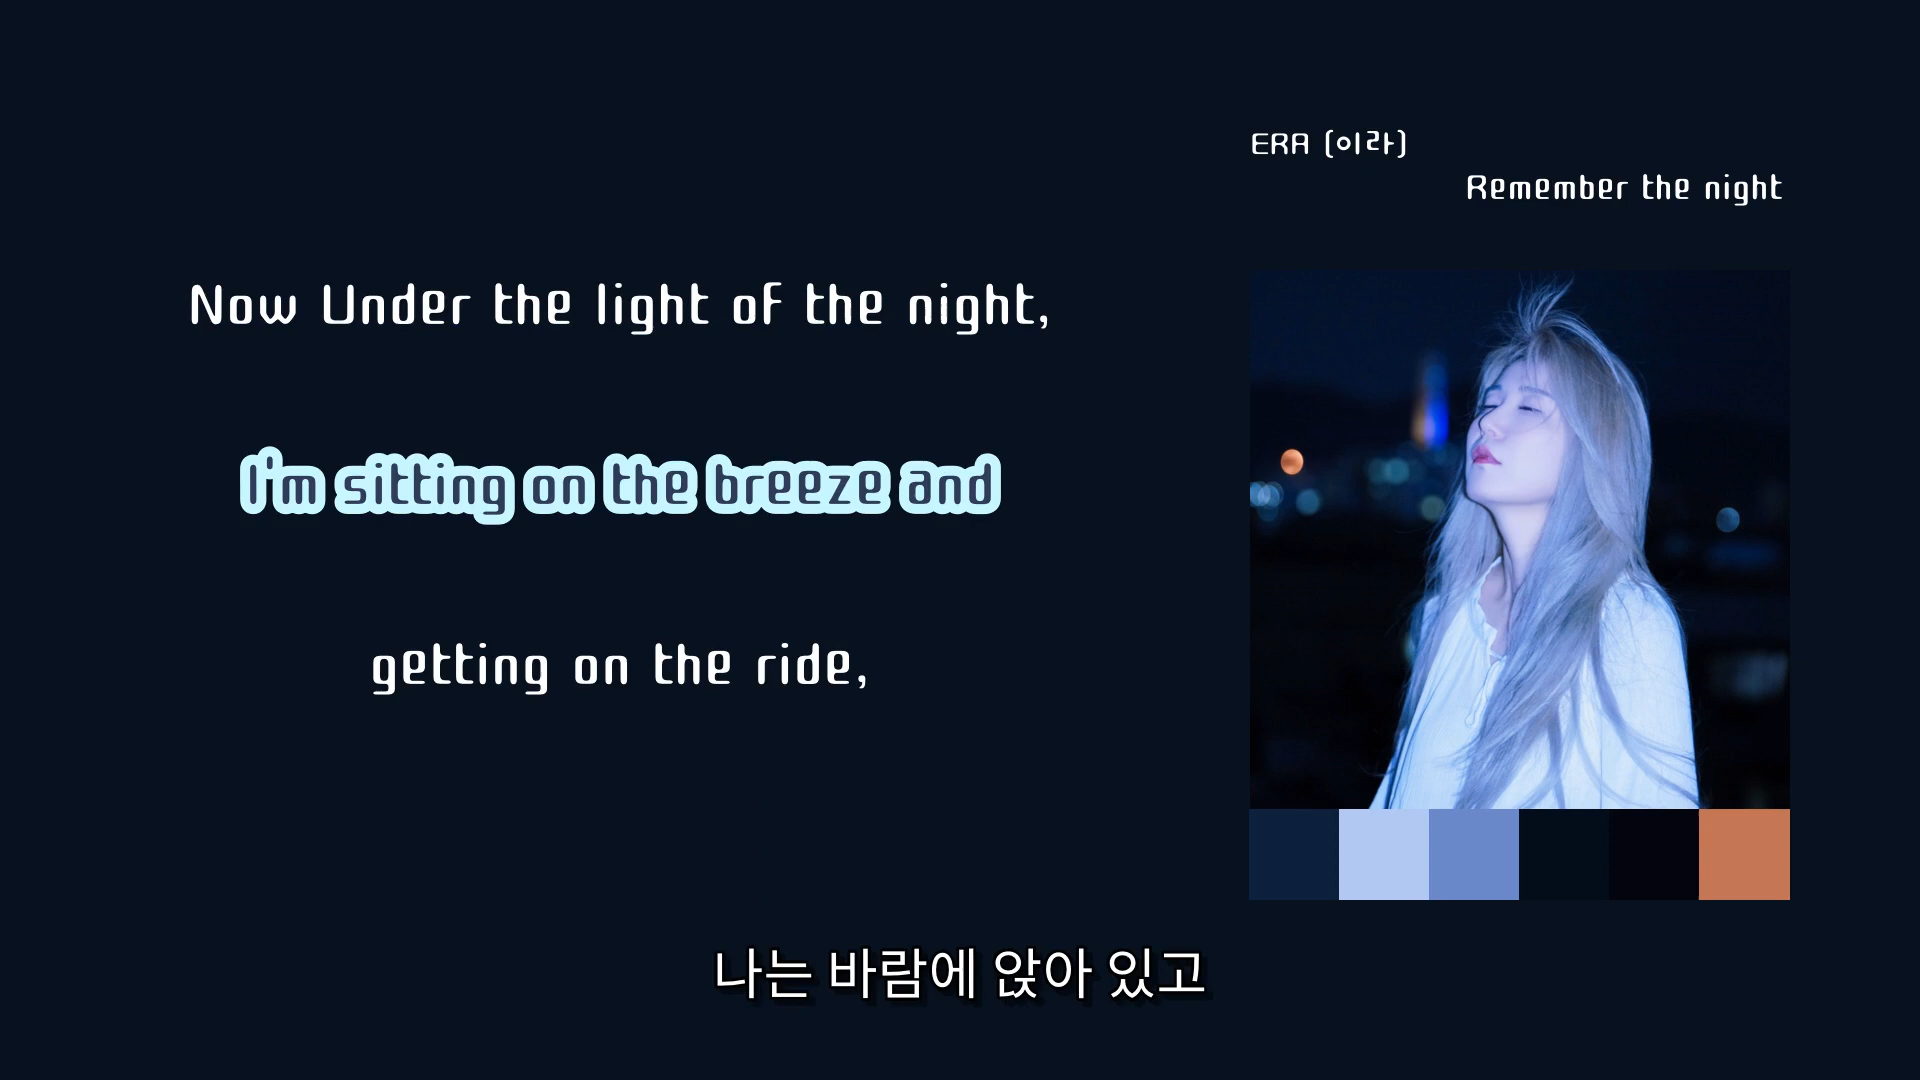 ERA (이라)
Remember the night
Now Under the light of the night,
I'm sitting on the breeze and
getting on the ride,
나는 바람에 앉아 있고